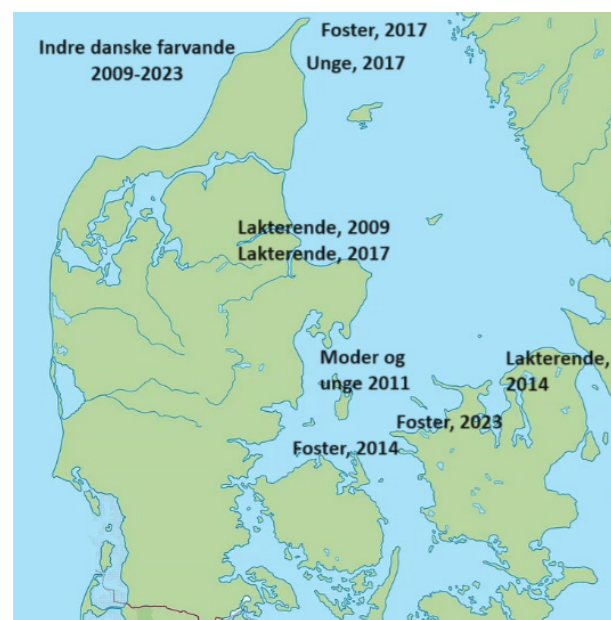 Indre danske farvande
2009-2023
Foster, 2017
Unge, 2017
Lakterende, 2009
Lakterende, 2017
Moder og
unge 2011
Lakterende,
2014
Foster, 2023
Foster, 2014